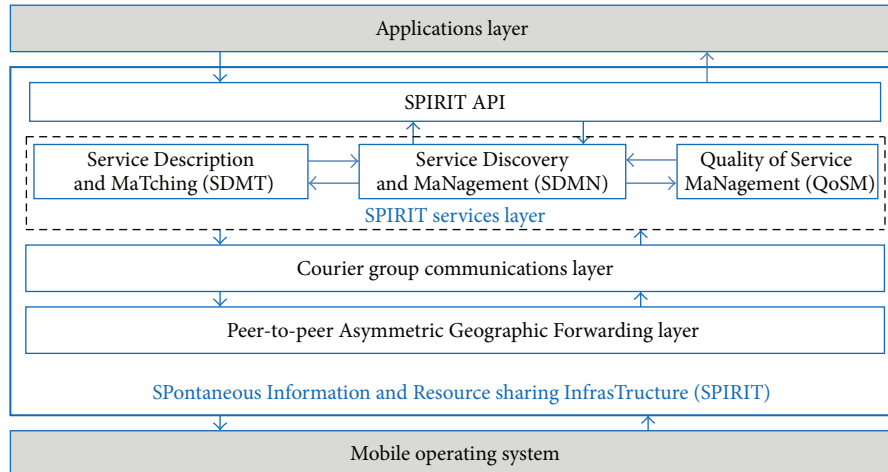 Applications layer
SPIRIT API
Service Description
and MaTching (SDMT)
Service Discovery
and MaNagement (SDMN)
Quality of Service
MaNagement (QoSM)
SPIRIT services layer
Courier group communications layer
Peer-to-peer Asymmetric Geographic Forwarding layer
SPontaneous Information and Resource sharing InfrasTructure (SPIRIT)
Mobile operating system